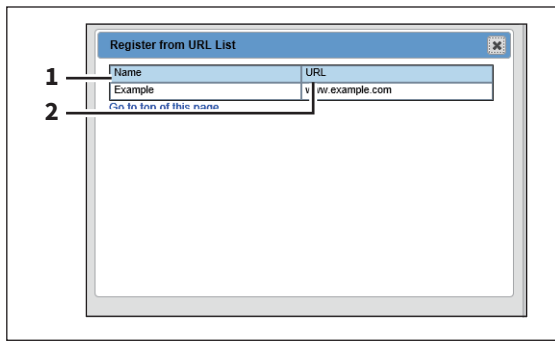 Register from URL List
1
Name URL
Example www.example.com
2
Go to top of this page